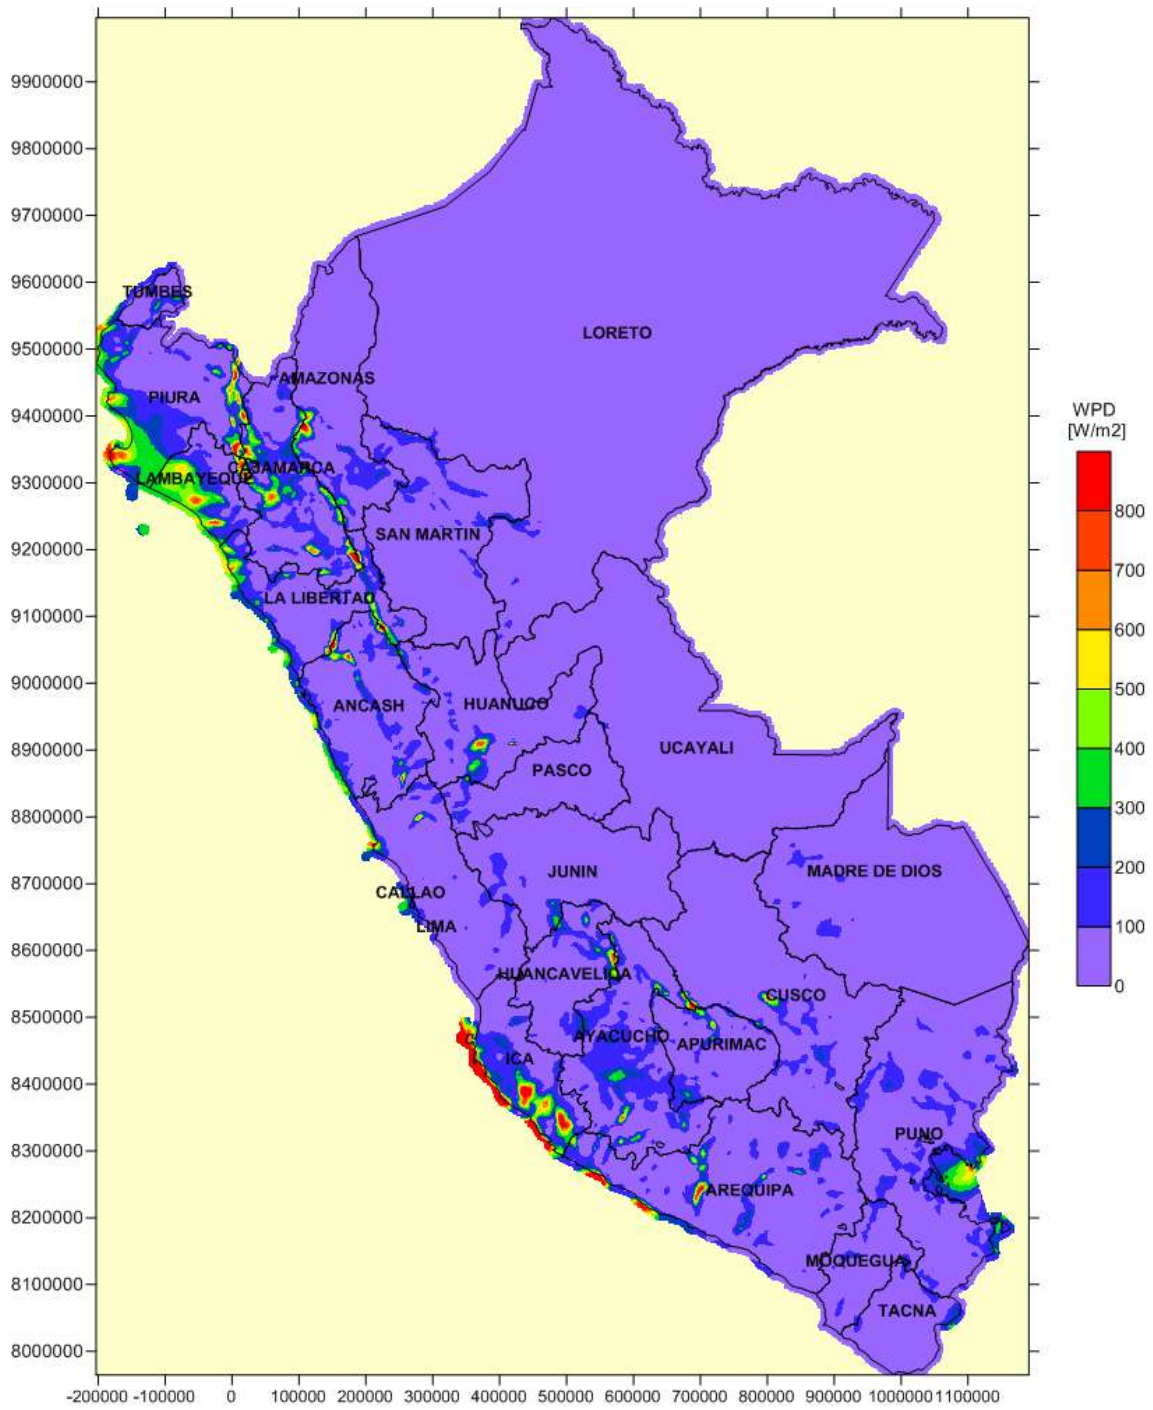 9900000
9800000
9700000
9600000
9500000
9400000
9300000
9200000
9100000
9000000
8900000
8800000
8700000
8600000
8500000
8400000
8300000
8200000
8100000
8000000
TUMBES
LORETO
AMAZONAS
PIURA
CAJAMARCA
LAMBAYEQUE
SAN MARTIN
LA LIBERTAD
ANCASH
HUANUCO
UCAYALI
PASCO
JUNIN
MADRE DE DIOS
CALLAO
LIMA
HUANCAVELICA
CUSCO
AYACUCHO
APURIMAC
ICA
PUNO
AREQUIPA
MOQUEGUA
TACNA
-200000 -100000 0 100000 200000 300000 400000 500000 600000 700000 800000 900000 1000000 1100000
WPD
[W/m2]
800
700
600
500
400
300
200
100
0